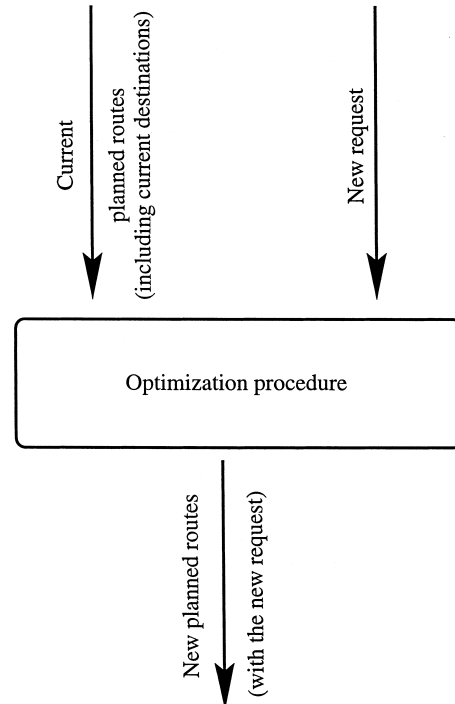 Current
planned routes
(including current destinations)
New request
Optimization procedure
New planned routes
(with the new request)